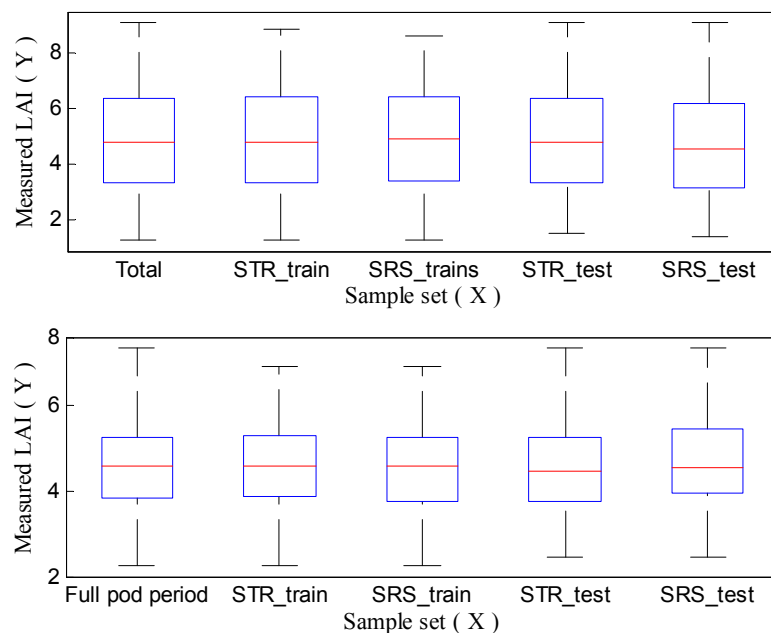 Measured LAI ( Y )
8
6
4
2
Total STR_train SRS_trains STR_test SRS_test
Sample set ( X )
Measured LAI ( Y )
8
6
4
2
Full pod period STR_train SRS_train STR_test SRS_test
Sample set ( X )